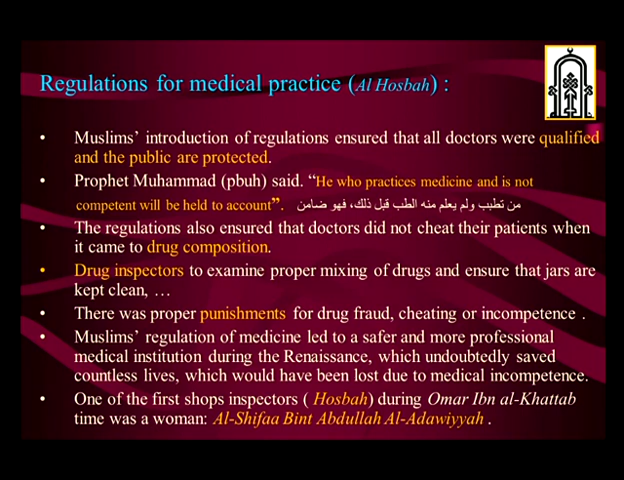 Regulations for medical practice (Al Hosbah) :
• Muslims’ introduction of regulations ensured that all doctors were qualified
and the public are protected.
• Prophet Muhammad (pbuh) said. “He who practices medicine and is not
competent will be held to account”. من تطبب ولم يعلم منه الطب قبل ذلك، فهو ضامن
• The regulations also ensured that doctors did not cheat their patients when
it came to drug composition.
• Drug inspectors to examine proper mixing of drugs and ensure that jars are
kept clean, …
• There was proper punishments for drug fraud, cheating or incompetence .
• Muslims’ regulation of medicine led to a safer and more professional
medical institution during the Renaissance, which undoubtedly saved
countless lives, which would have been lost due to medical incompetence.
• One of the first shops inspectors ( Hosbah) during Omar Ibn al-Khattab
time was a woman: Al-Shifaa Bint Abdullah Al-Adawiyyah .